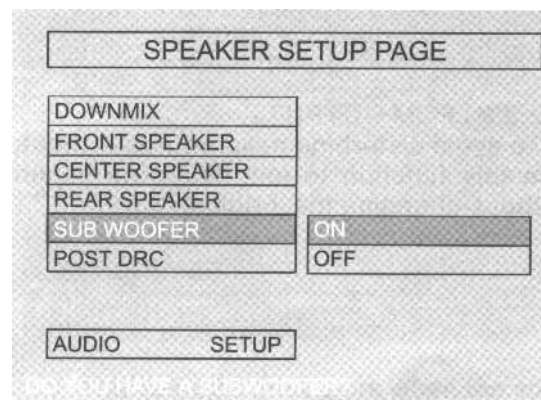 SPEAKER SETUP PAGE
DOWNMIX
FRONT SPEAKER
CENTER SPEAKER
REAR SPEAKER
SUB WOOFER ON
POST DRC OFF
AUDIO SETUP
DO YOU HAVE A SUBWOOFER?